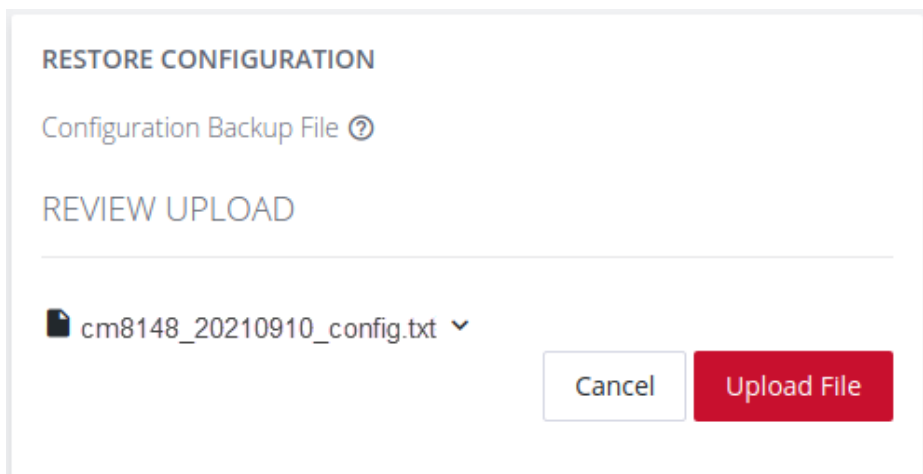 RESTORE CONFIGURATION
Configuration Backup File
REVIEW UPLOAD
cm8148_20210910_config.txt
Cancel Upload File